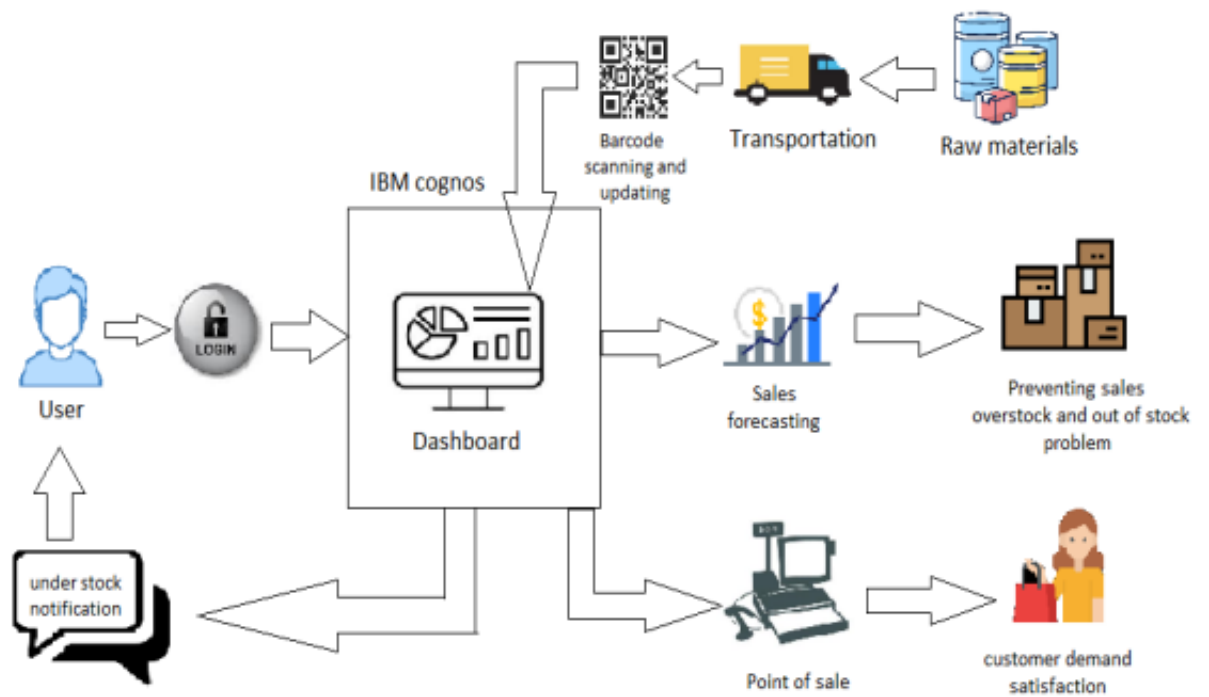 Barcode
scanning and
updating
Transportation
Raw materials
IBM cognos
LOGIN
User
Dashboard
Sales
forecasting
Preventing sales
overstock and out of stock
problem
under stock
notification
Point of sale
customer demand
satisfaction